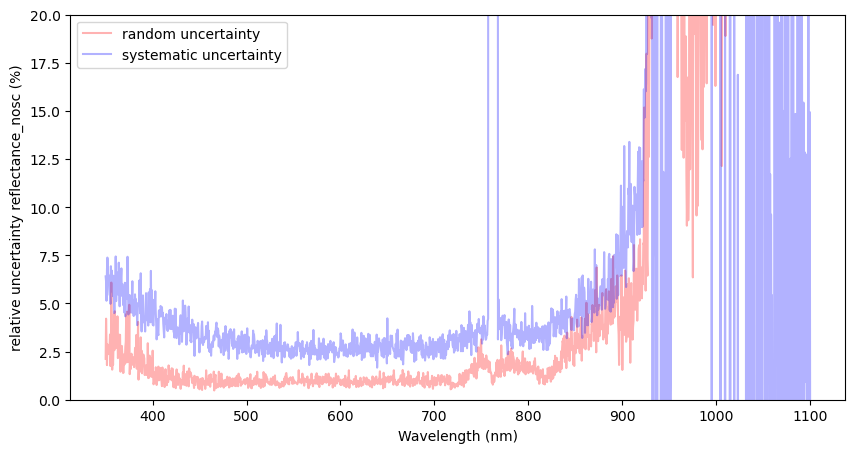 random uncertainty
systematic uncertainty
relative uncertainty reflectance_nosc (%)
20.0
17.5
15.0
12.5
10.0
7.5
5.0
2.5
0.0
400 500 600 700 800 900 1000 1100
Wavelength (nm)